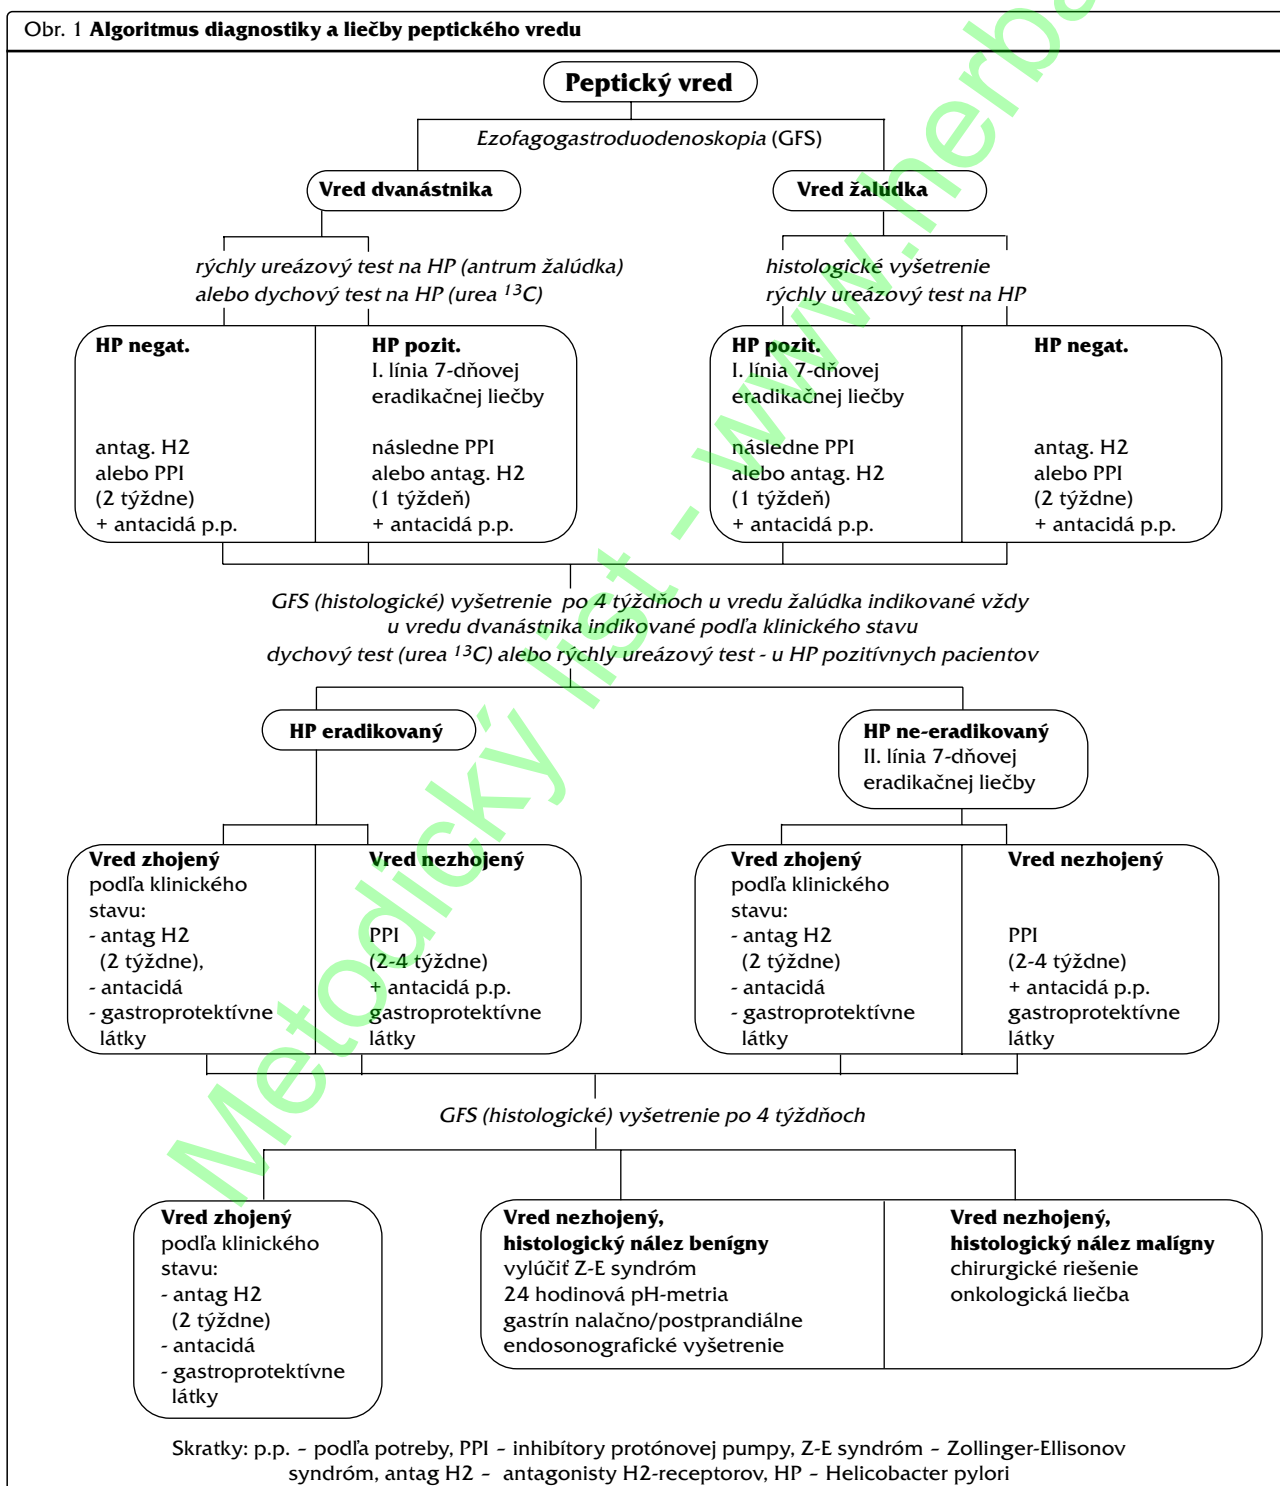 Obr. 1 Algoritmus diagnostiky a liečby peptického vredu
Peptický vred
Ezofagogastroduodenoskopia (GFS)
Vred dvanástnika
Vred žalúdka
rýchly ureázový test na HP (antrum žalúdka)
alebo dychový test na HP (urea ¹³C)
histologické vyšetrenie
rýchly ureázový test na HP
HP negat.
antag. H2
alebo PPI
(2 týždne)
+ antacidá p.p.
HP pozit.
I. línia 7-dňovej
eradikačnej liečby
následne PPI
alebo antag. H2
(1 týždeň)
+ antacidá p.p.
HP pozit.
I. línia 7-dňovej
eradikačnej liečby
následne PPI
alebo antag. H2
(1 týždeň)
+ antacidá p.p.
HP negat.
antag. H2
alebo PPI
(2 týždne)
+ antacidá p.p.
GFS (histologické) vyšetrenie po 4 týždňoch u vredu žalúdka indikované vždy
u vredu dvanástnika indikované podľa klinického stavu
dychový test (urea ¹³C) alebo rýchly ureázový test - u HP pozitívnych pacientov
HP eradikovaný
HP ne-eradikovaný
II. línia 7-dňovej
eradikačnej liečby
Vred zhojený
podľa klinického
stavu:
- antag H2
(2 týždne),
- antacidá
- gastroprotektívne
látky
Vred nezhojený
PPI
(2-4 týždne)
+ antacidá p.p.
gastroprotektívne
látky
Vred zhojený
podľa klinického
stavu:
- antag H2
(2 týždne)
- antacidá
- gastroprotektívne
látky
Vred nezhojený
PPI
(2-4 týždne)
+ antacidá p.p.
gastroprotektívne
látky
GFS (histologické) vyšetrenie po 4 týždňoch
Vred zhojený
podľa klinického
stavu:
- antag H2
(2 týždne)
- antacidá
- gastroprotektívne
látky
Vred nezhojený,
histologický nález benígny
vylúčiť Z-E syndróm
24 hodinová pH-metria
gastrín nalačno/postprandiálne
endosonografické vyšetrenie
Vred nezhojený,
histologický nález malígny
chirurgické riešenie
onkologická liečba
Skratky: p.p. – podľa potreby, PPI – inhibítory protónovej pumpy, Z-E syndróm – Zollinger-Ellisonov
syndróm, antag H2 – antagonisty H2-receptorov, HP – Helicobacter pylori
Metodický list - www.herba